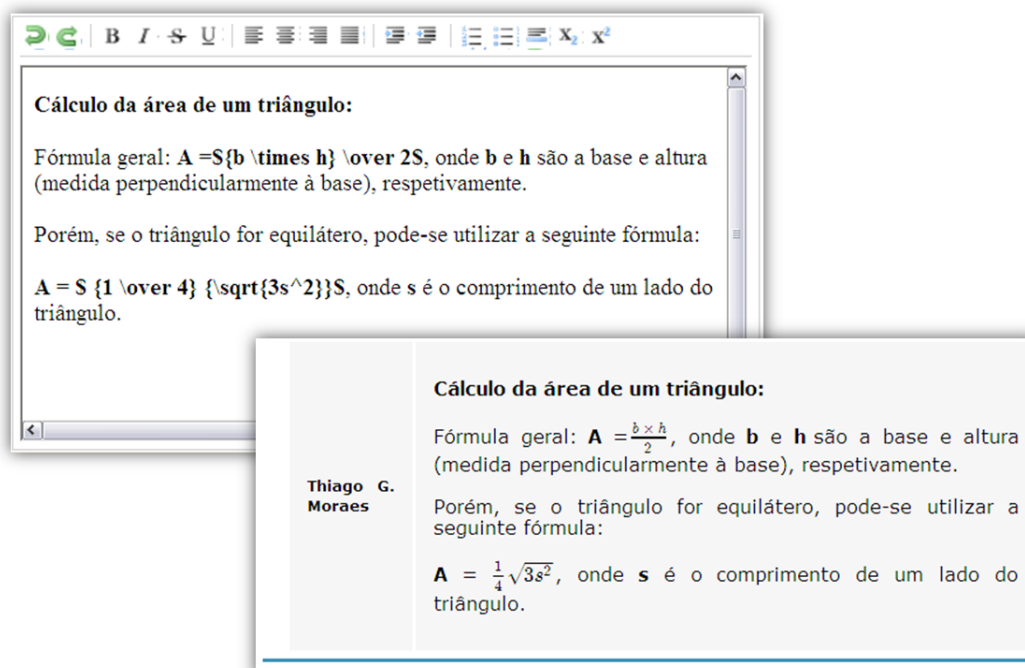 B I S U X₂ X²
Cálculo da área de um triângulo:
Fórmula geral: A =${b \times h} \over 2$, onde b e h são a base e altura
(medida perpendicularmente à base), respetivamente.
Porém, se o triângulo for equilátero, pode-se utilizar a seguinte fórmula:
A = $ {1 \over 4} {\sqrt{3s^2}}$, onde s é o comprimento de um lado do
triângulo.
Thiago G.
Moraes
Cálculo da área de um triângulo:
Fórmula geral: A = b × h / 2, onde b e h são a base e altura
(medida perpendicularmente à base), respetivamente.
Porém, se o triângulo for equilátero, pode-se utilizar a
seguinte fórmula:
A = 1/4 √3s², onde s é o comprimento de um lado do
triângulo.